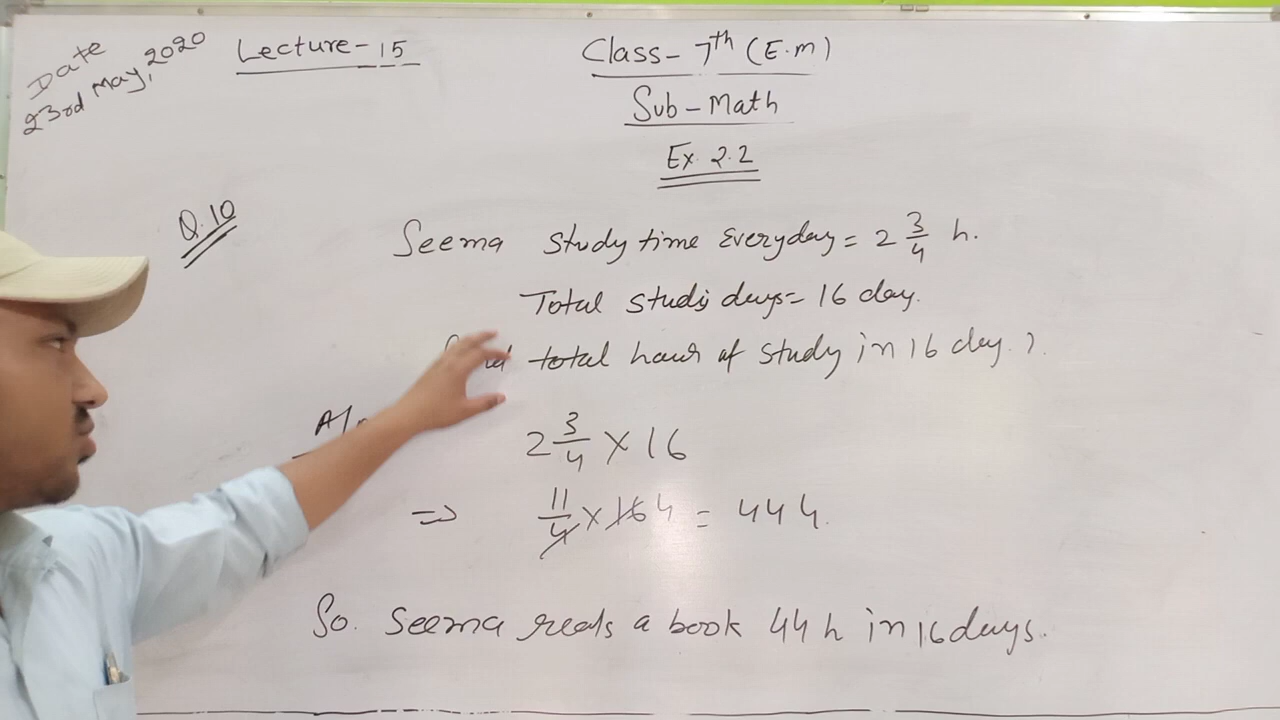 Date
23rd May, 2020
Lecture-15
Class-7th (E.m)
Sub-Math
Ex. 2.2
Q.10
Seema study time everyday = 2 3/4 h.
Total study days = 16 day.
total hour of study in 16 day ?
2 3/4 × 16
=> 11/4 × 16 4 = 44 h.
So. Seema reads a book 44 h in 16 days.